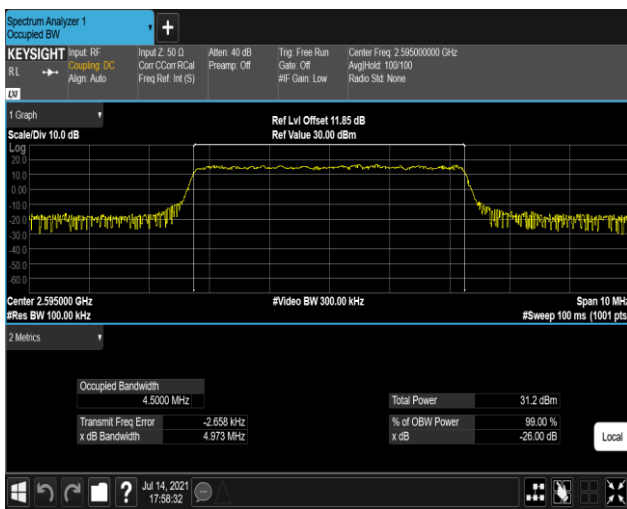 Spectrum Analyzer 1
Occupied BW
+
KEYSIGHT Input: RF Input Z: 50 Ω Atten: 40 dB Trig: Free Run Center Freq: 2.595000000 GHz
RL Coupling: DC Corr CCorr RCal Preamp: Off Gate: Off Avg|Hold: 100/100
Align: Auto Freq Ref: Int (S) #IF Gain: Low Radio Std: None
LXI
1 Graph
Ref Lvl Offset 11.85 dB
Scale/Div 10.0 dB Ref Value 30.00 dBm
Log
20.0
10.0
0.00
-10.0
-20.0
-30.0
-40.0
-50.0
-60.0
Center 2.595000 GHz #Video BW 300.00 kHz Span 10 MHz
#Res BW 100.00 kHz #Sweep 100 ms (1001 pts
2 Metrics
Occupied Bandwidth
4.5000 MHz Total Power 31.2 dBm
Transmit Freq Error -2.658 kHz % of OBW Power 99.00 %
x dB Bandwidth 4.973 MHz x dB -26.00 dB
Local
? Jul 14, 2021
17:58:32